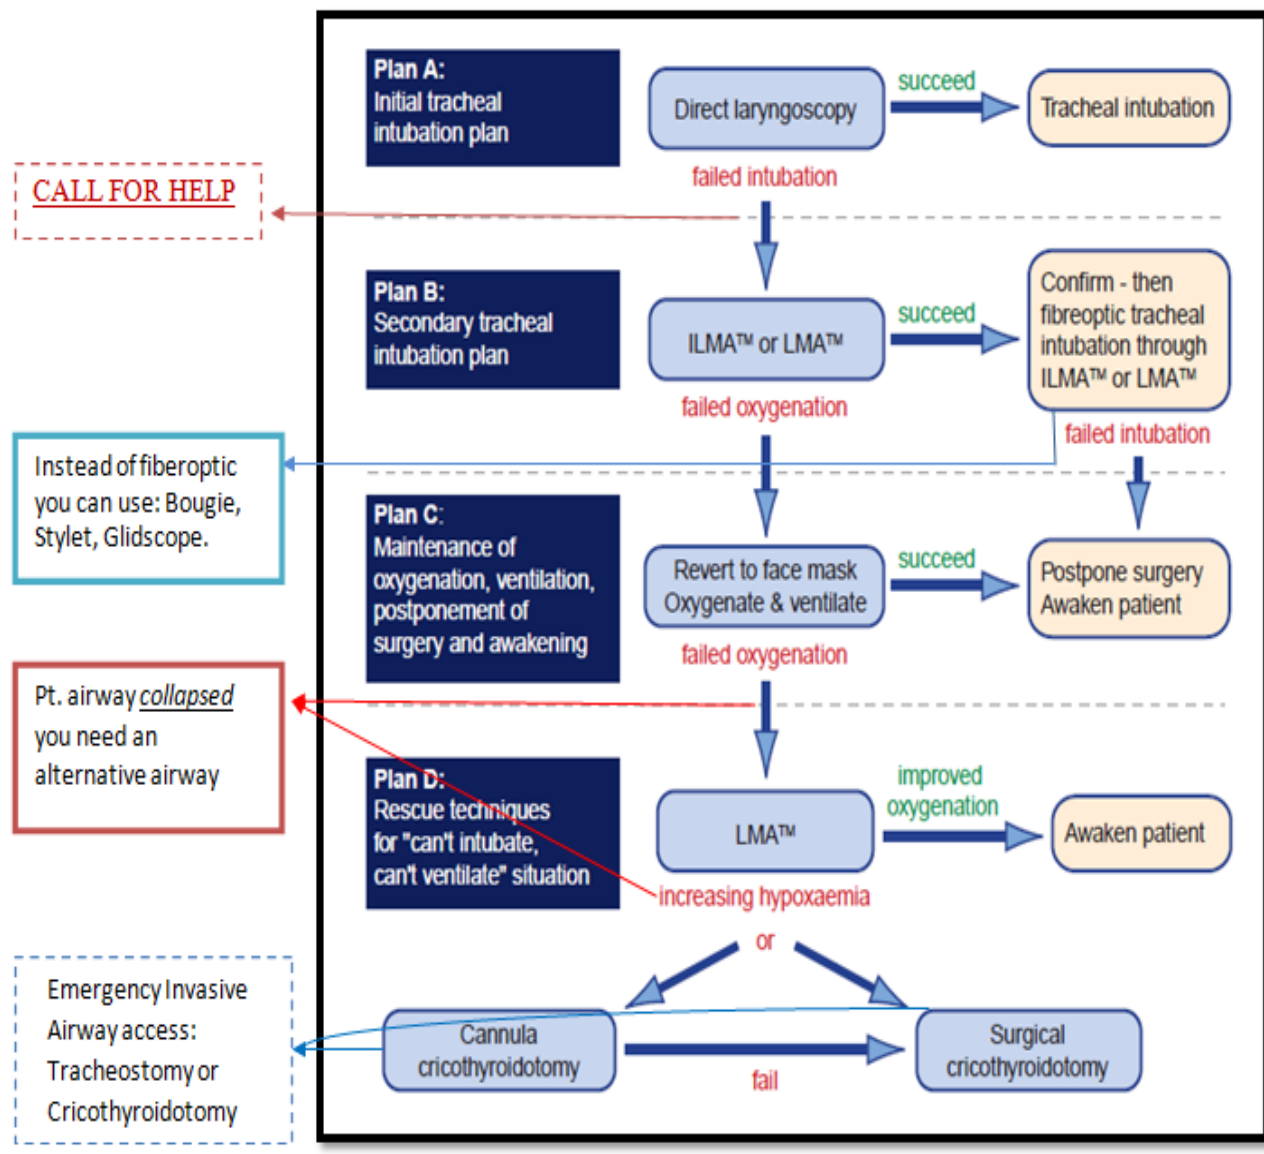 Plan A:
Initial tracheal
intubation plan
Direct laryngoscopy
succeed
Tracheal intubation
failed intubation
CALL FOR HELP
Plan B:
Secondary tracheal
intubation plan
ILMA™ or LMA™
succeed
Confirm - then
fibreoptic tracheal
intubation through
ILMA™ or LMA™
failed oxygenation
failed intubation
Instead of fiberoptic
you can use: Bougie,
Stylet, Glidscope.
Plan C:
Maintenance of
oxygenation, ventilation,
postponement of
surgery and awakening
Revert to face mask
Oxygenate & ventilate
succeed
Postpone surgery
Awaken patient
failed oxygenation
Pt. airway collapsed
you need an
alternative airway
Plan D:
Rescue techniques
for "can't intubate,
can't ventilate" situation
LMA™
improved
oxygenation
Awaken patient
increasing hypoxaemia
or
Emergency Invasive
Airway access:
Tracheostomy or
Cricothyroidotomy
Cannula
cricothyroidotomy
fail
Surgical
cricothyroidotomy